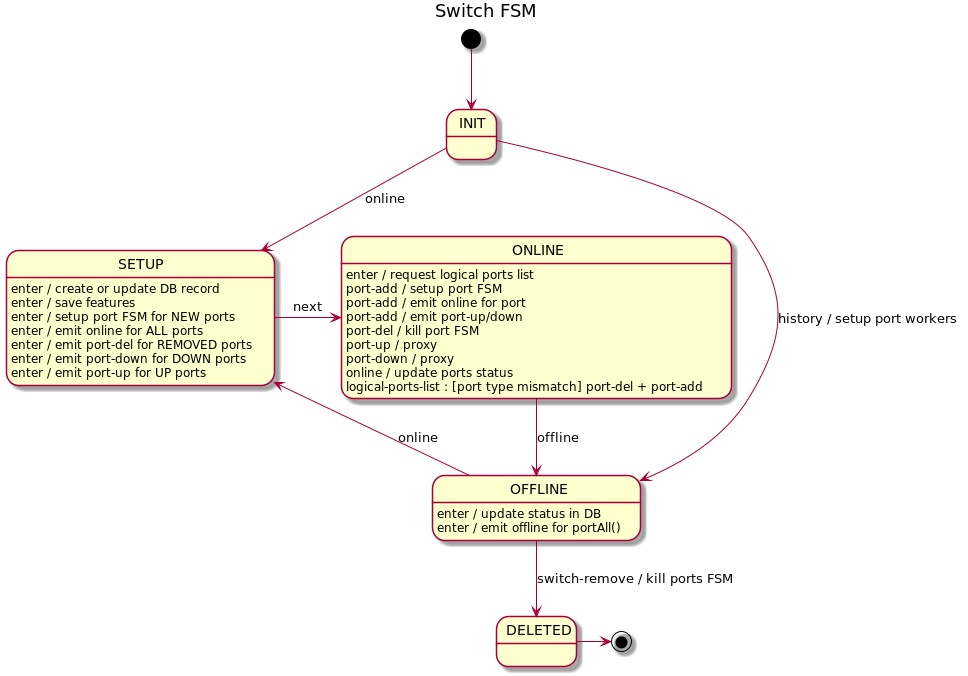 Switch FSM
INIT
online
history / setup port workers
SETUP
enter / create or update DB record
enter / save features
enter / setup port FSM for NEW ports
enter / emit online for ALL ports
enter / emit port-del for REMOVED ports
enter / emit port-down for DOWN ports
enter / emit port-up for UP ports
next
ONLINE
enter / request logical ports list
port-add / setup port FSM
port-add / emit online for port
port-add / emit port-up/down
port-del / kill port FSM
port-up / proxy
port-down / proxy
online / update ports status
logical-ports-list : [port type mismatch] port-del + port-add
online
offline
OFFLINE
enter / update status in DB
enter / emit offline for portAll()
switch-remove / kill ports FSM
DELETED